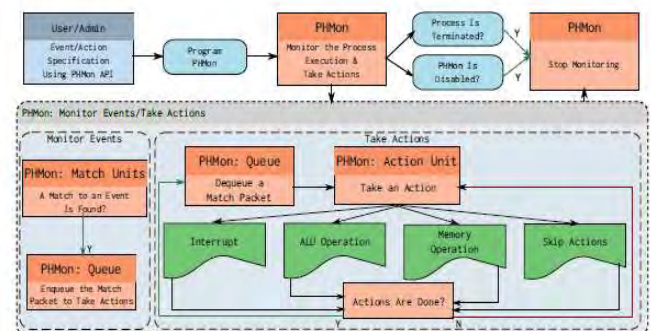 User/Admin
Event/Action
Specification
Using PHMon API
Program
PHMon
PHMon
Monitor the Process
Execution &
Take Actions
Process Is
Terminated?
PHMon Is
Disabled?
Y
Y
PHMon
Stop Monitoring
PHMon: Monitor Events/Take Actions
Monitor Events
PHMon: Match Units
A Match to an Event
Is Found?
Y
PHMon: Queue
Enqueue the Match
Packet to Take Actions
Take Actions
PHMon: Queue
Dequeue a
Match Packet
PHMon: Action Unit
Take an Action
Interrupt
ALU Operation
Memory
Operation
Skip Actions
Actions Are Done?
Y
N